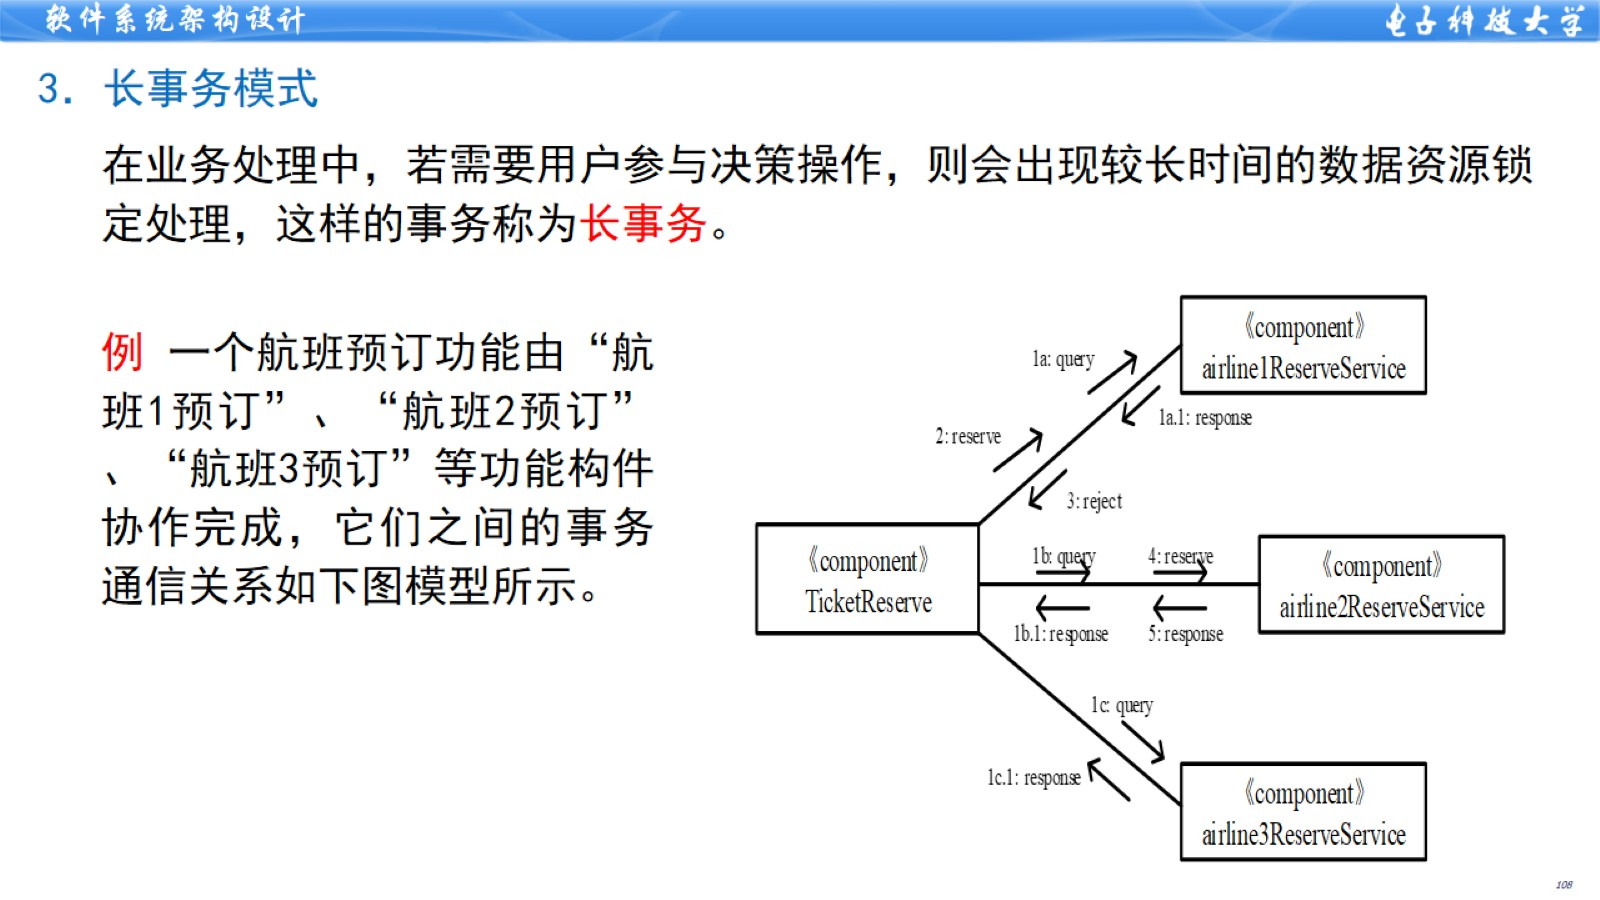 软件系统架构设计
电子科技大学
3. 长事务模式
在业务处理中，若需要用户参与决策操作，则会出现较长时间的数据资源锁
定处理，这样的事务称为长事务。
例 一个航班预订功能由“航
班1预订”、“航班2预订”
、“航班3预订”等功能构件
协作完成，它们之间的事务
通信关系如下图模型所示。
《component》
airline1ReserveService
1a: query
1a.1: response
2: reserve
3: reject
《component》
TicketReserve
1b: query
4: reserve
1b.1: response
5: response
《component》
airline2ReserveService
1c: query
1c.1: response
《component》
airline3ReserveService
108